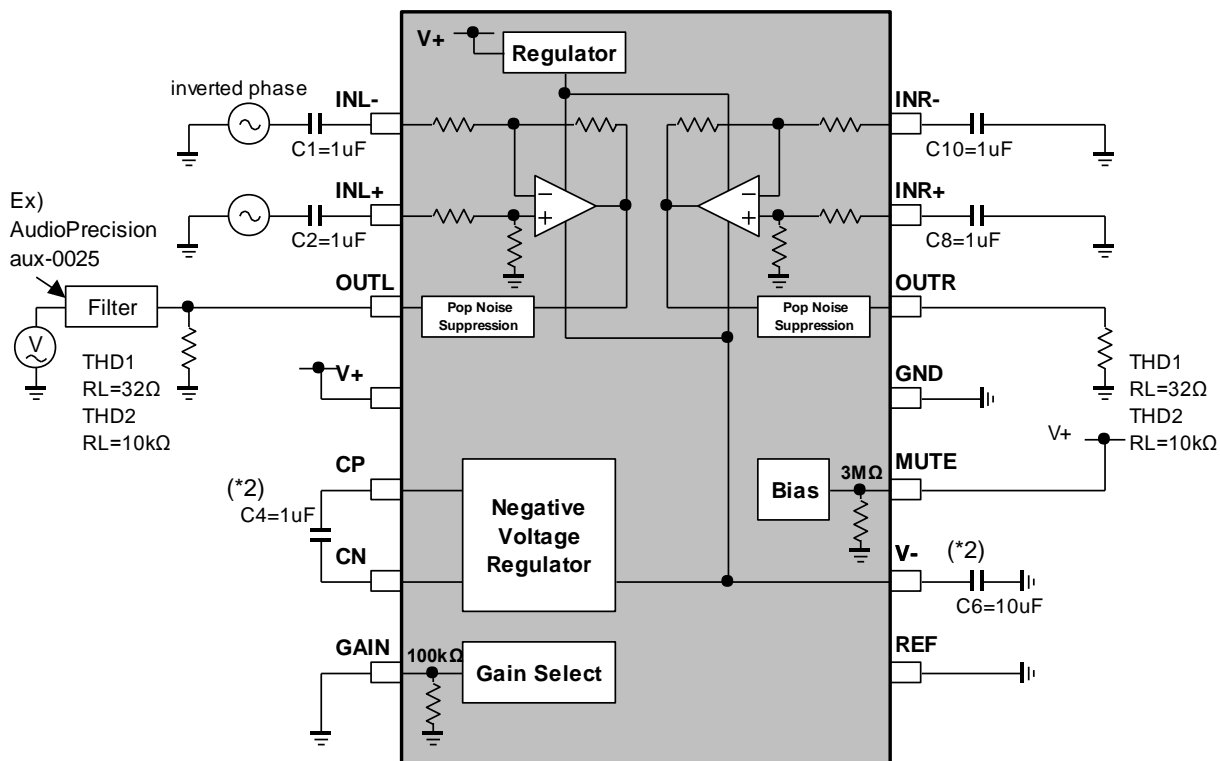 V+
Regulator
inverted phase
INL-
C1=1uF
INR-
C10=1uF
INL+
C2=1uF
INR+
C8=1uF
−
+
−
+
Ex)
AudioPrecision
aux-0025
Filter
V
OUTL
Pop Noise
Suppression
Pop Noise
Suppression
OUTR
THD1
RL=32Ω
THD2
RL=10kΩ
V+
GND
THD1
RL=32Ω
THD2
RL=10kΩ
V+
CP
(*2)
C4=1uF
CN
Negative
Voltage
Regulator
Bias
3MΩ
MUTE
V-
(*2)
C6=10uF
GAIN
100kΩ
Gain Select
REF